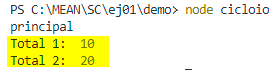 PS C:\MEAN\SC\ej01\demo> node cicloio
principal
Total 1:  10
Total 2:  20